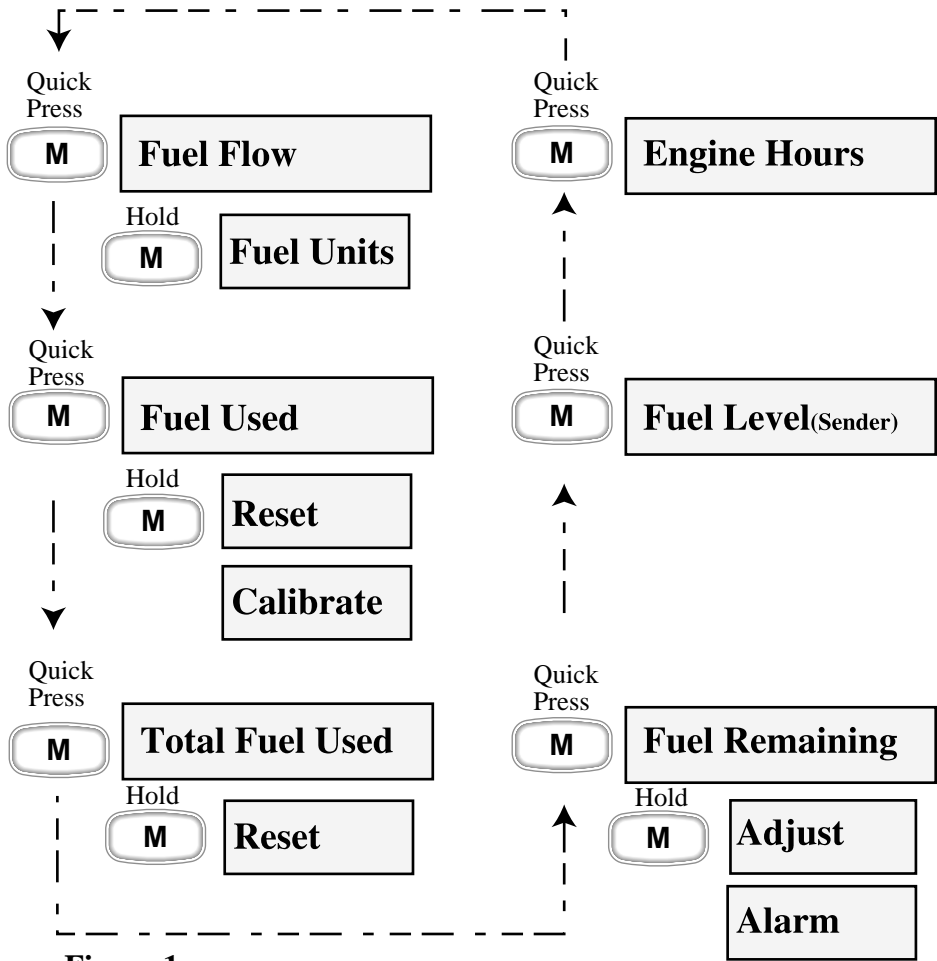 Quick
Press
M
Fuel Flow
Hold
M
Fuel Units
Quick
Press
M
Fuel Used
Hold
M
Reset
Calibrate
Quick
Press
M
Total Fuel Used
Hold
M
Reset
Quick
Press
M
Engine Hours
Quick
Press
M
Fuel Level(Sender)
Quick
Press
M
Fuel Remaining
Hold
M
Adjust
Alarm